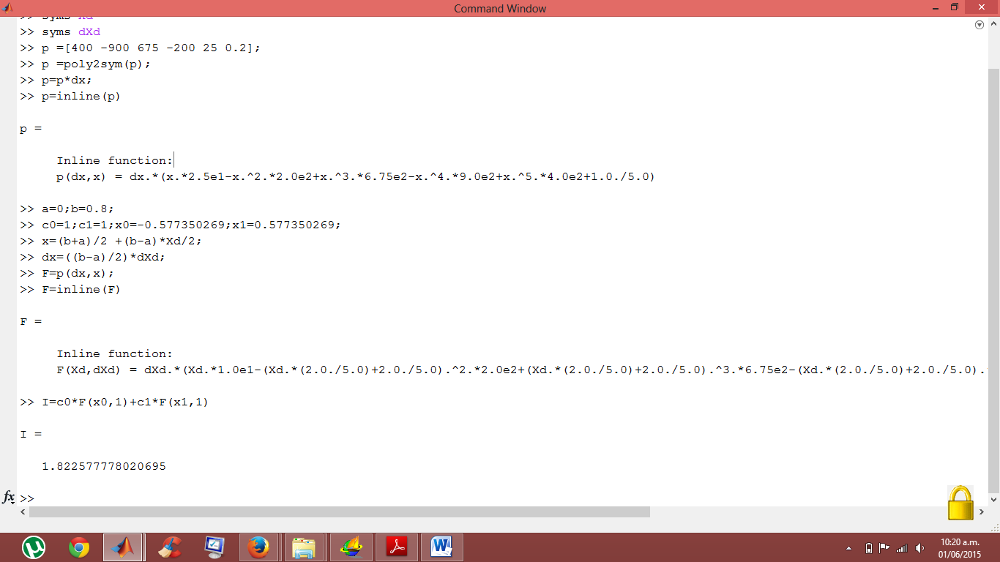 Command Window
>> syms Xd
>> syms dXd
>> p =[400 -900 675 -200 25 0.2];
>> p =poly2sym(p);
>> p=p*dx;
>> p=inline(p)
p =
Inline function:
p(dx,x) = dx.*(x.*2.5e1-x.^2.*2.0e2+x.^3.*6.75e2-x.^4.*9.0e2+x.^5.*4.0e2+1.0./5.0)
>> a=0;b=0.8;
>> c0=1;c1=1;x0=-0.577350269;x1=0.577350269;
>> x=(b+a)/2 +(b-a)*Xd/2;
>> dx=((b-a)/2)*dXd;
>> F=p(dx,x);
>> F=inline(F)
F =
Inline function:
F(Xd,dXd) = dXd.*(Xd.*1.0e1-(Xd.*(2.0./5.0)+2.0./5.0).^2.*2.0e2+(Xd.*(2.0./5.0)+2.0./5.0).^3.*6.75e2-(Xd.*(2.0./5.0)+2.0./5.0).
>> I=c0*F(x0,1)+c1*F(x1,1)
I =
1.822577778020695
fx >>
10:20 a.m.
01/06/2015